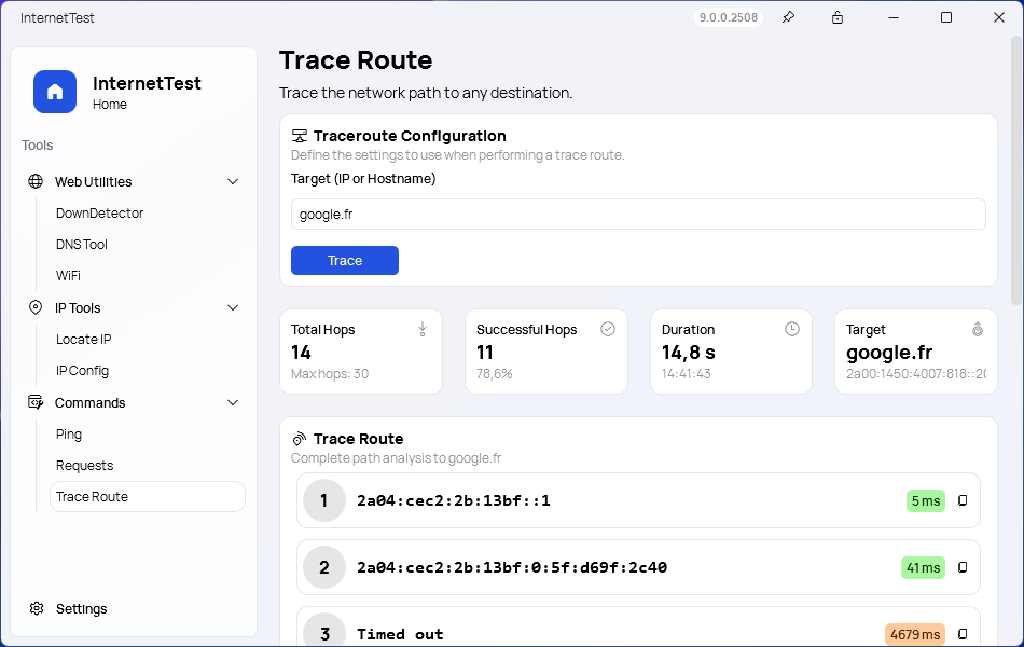 InternetTest
9.0.0.2508
InternetTest
Home
Tools
Web Utilities
DownDetector
DNS Tool
WiFi
IP Tools
Locate IP
IP Config
Commands
Ping
Requests
Trace Route
Settings
Trace Route
Trace the network path to any destination.
Traceroute Configuration
Define the settings to use when performing a trace route.
Target (IP or Hostname)
google.fr
Trace
Total Hops
14
Max hops: 30
Successful Hops
11
78,6%
Duration
14,8 s
14:41:43
Target
google.fr
2a00:1450:4007:818::20
Trace Route
Complete path analysis to google.fr
1
2a04:cec2:2b:13bf::1
5 ms
2
2a04:cec2:2b:13bf:0:5f:d69f:2c40
41 ms
3
Timed out
4679 ms